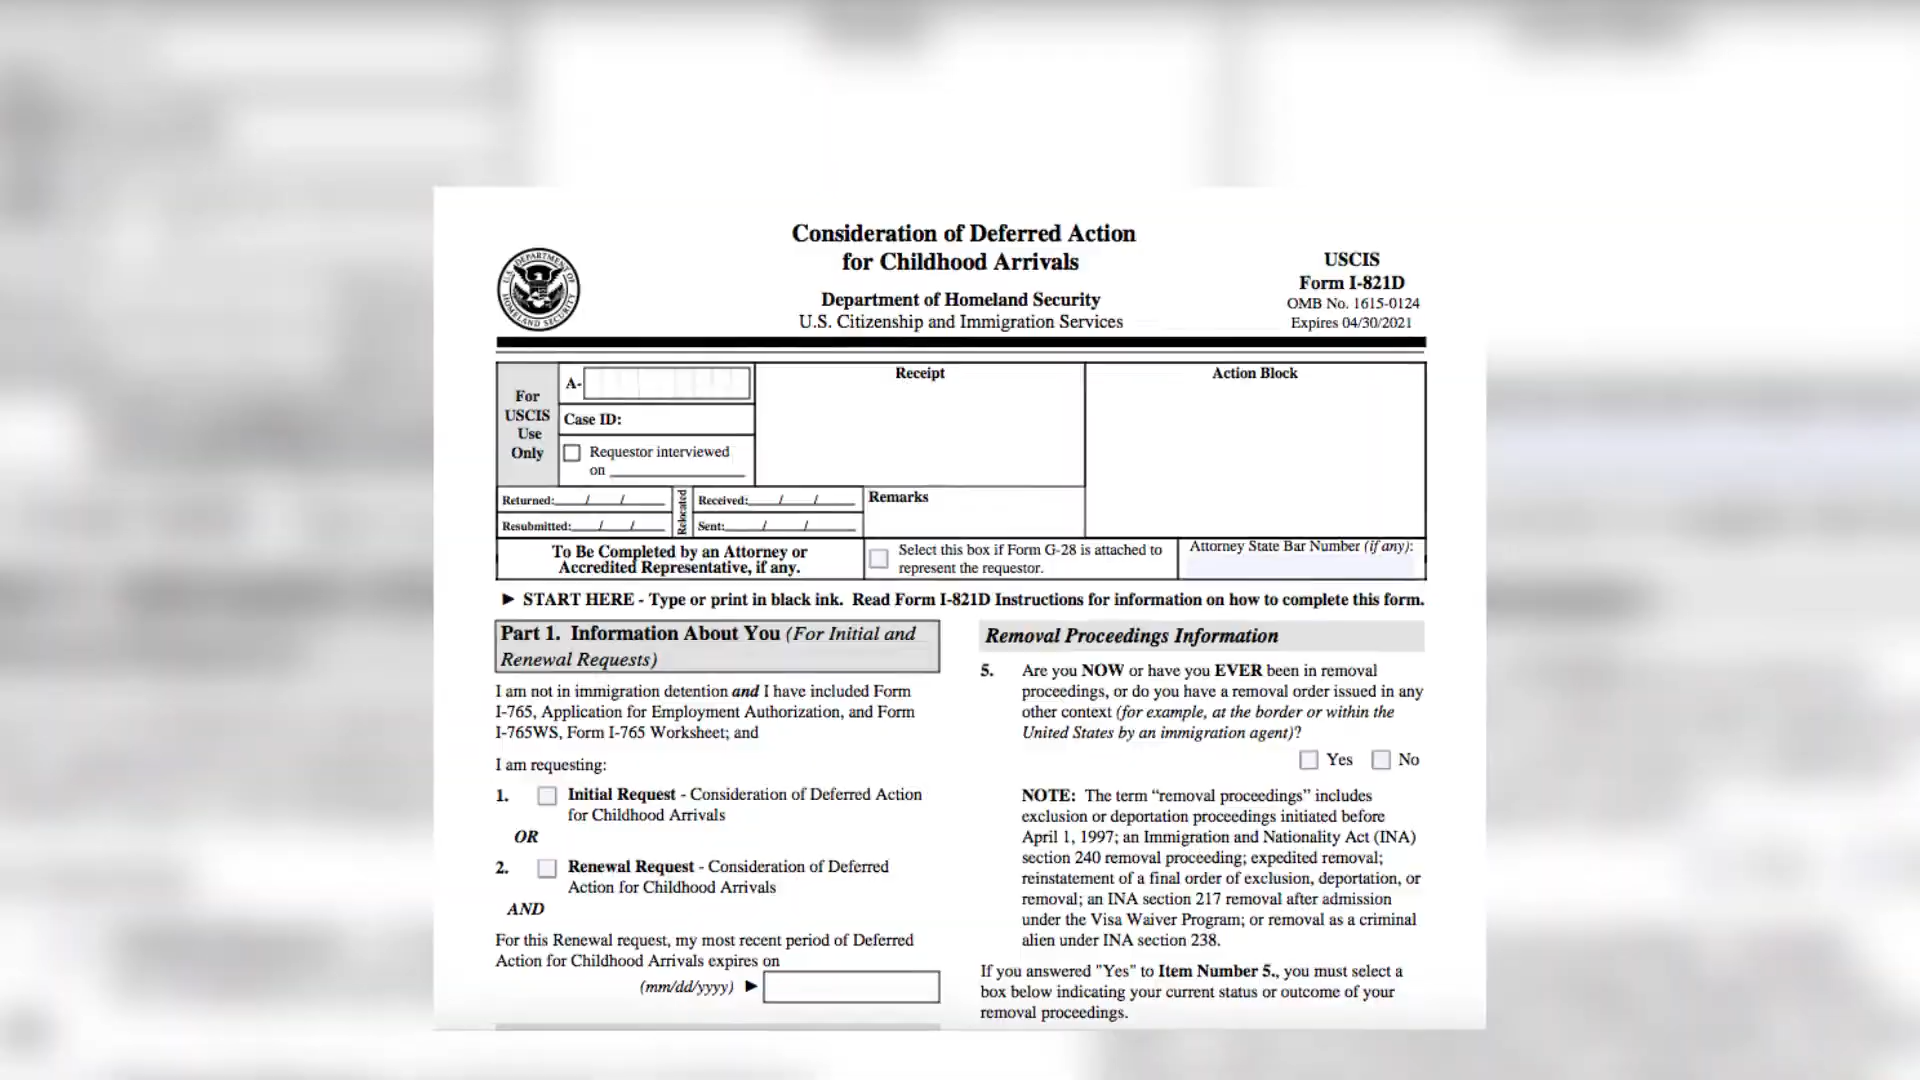 Consideration of Deferred Action
for Childhood Arrivals
Department of Homeland Security
U.S. Citizenship and Immigration Services
USCIS
Form I-821D
OMB No. 1615-0124
Expires 04/30/2021
U.S. DEPARTMENT OF HOMELAND SECURITY
For
USCIS
Use
Only
A-
Case ID:
Requestor interviewed
on
Receipt
Action Block
Returned: / /
Resubmitted: / /
Relocated
Received: / /
Sent: / /
Remarks
To Be Completed by an Attorney or
Accredited Representative, if any.
Select this box if Form G-28 is attached to
represent the requestor.
Attorney State Bar Number (if any):
► START HERE - Type or print in black ink. Read Form I-821D Instructions for information on how to complete this form.
Part 1. Information About You (For Initial and
Renewal Requests)
I am not in immigration detention and I have included Form
I-765, Application for Employment Authorization, and Form
I-765WS, Form I-765 Worksheet; and
I am requesting:
1. Initial Request - Consideration of Deferred Action
for Childhood Arrivals
OR
2. Renewal Request - Consideration of Deferred
Action for Childhood Arrivals
AND
For this Renewal request, my most recent period of Deferred
Action for Childhood Arrivals expires on
(mm/dd/yyyy) ►
Removal Proceedings Information
5. Are you NOW or have you EVER been in removal
proceedings, or do you have a removal order issued in any
other context (for example, at the border or within the
United States by an immigration agent)?
Yes No
NOTE: The term “removal proceedings” includes
exclusion or deportation proceedings initiated before
April 1, 1997; an Immigration and Nationality Act (INA)
section 240 removal proceeding; expedited removal;
reinstatement of a final order of exclusion, deportation, or
removal; an INA section 217 removal after admission
under the Visa Waiver Program; or removal as a criminal
alien under INA section 238.
If you answered "Yes" to Item Number 5., you must select a
box below indicating your current status or outcome of your
removal proceedings.